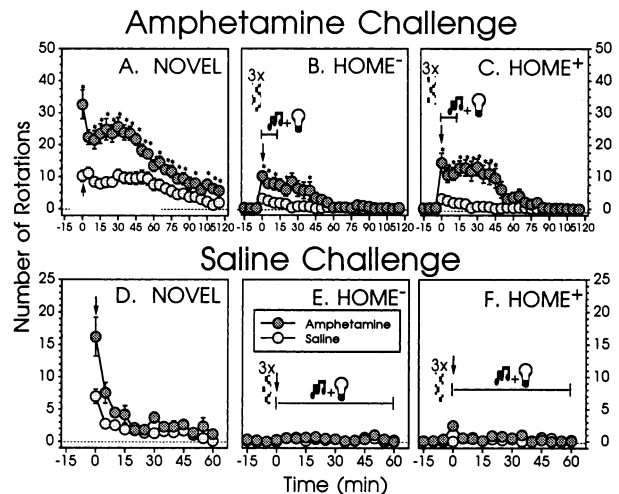 Amphetamine Challenge
Number of Rotations
A. NOVEL
B. HOME⁻
C. HOME⁺
50 50
40 40
30 30
20 20
10 10
0 0
3x
+
3x
+
-15 0 15 30 45 60 75 90 105 120
-15 0 15 30 45 60 75 90 105 120
-15 0 15 30 45 60 75 90 105 120
Saline Challenge
D. NOVEL
E. HOME⁻
F. HOME⁺
25 25
20 20
15 15
10 10
5 5
0 0
Amphetamine
Saline
3x
+
3x
+
-15 0 15 30 45 60
-15 0 15 30 45 60
-15 0 15 30 45 60
Time (min)